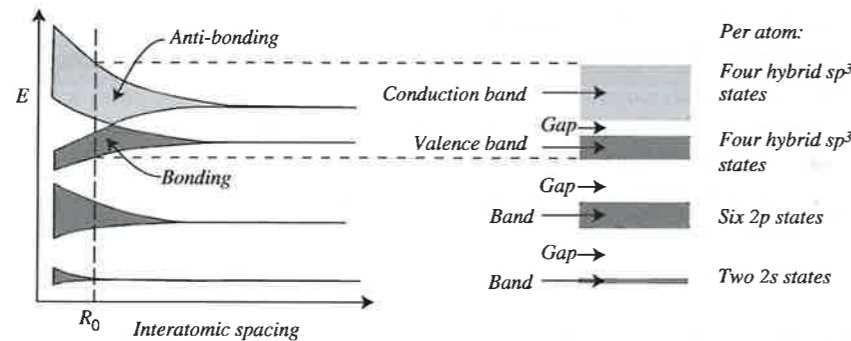 Per atom:
Anti-bonding
Four hybrid sp³
states
E
Conduction band
Gap
Valence band
Four hybrid sp³
states
Bonding
Gap
Band
Six 2p states
Gap
Band
Two 2s states
R₀
Interatomic spacing